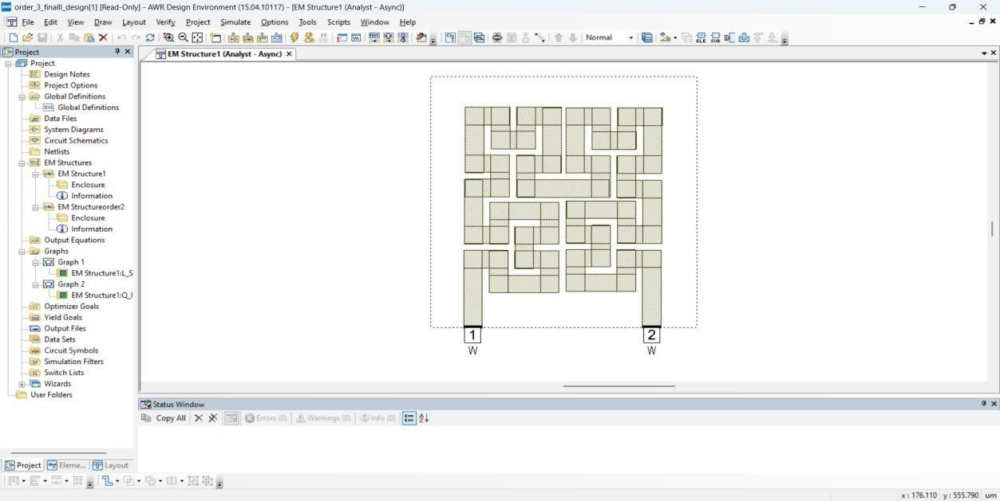 order_3_finalll_design[1] [Read-Only] - AWR Design Environment (15.04.10117) - [EM Structure1 (Analyst - Async)]
File Edit View Draw Layout Verify Project Simulate Options Tools Scripts Window Help
Normal
Project
EM Structure1 (Analyst - Async)
Project
Design Notes
Project Options
Global Definitions
Global Definitions
Data Files
System Diagrams
Circuit Schematics
Netlists
EM Structures
EM Structure1
Enclosure
Information
EM Structureorder2
Enclosure
Information
Output Equations
Graphs
Graph 1
EM Structure1:L_S
Graph 2
EM Structure1:Q_I
Optimizer Goals
Yield Goals
Output Files
Data Sets
Circuit Symbols
Simulation Filters
Switch Lists
Wizards
User Folders
1 2
W W
Status Window
Copy All Errors (0) Warnings (0) Info (0)
Project Eleme... Layout
x : 176.110 y : 555.790 um